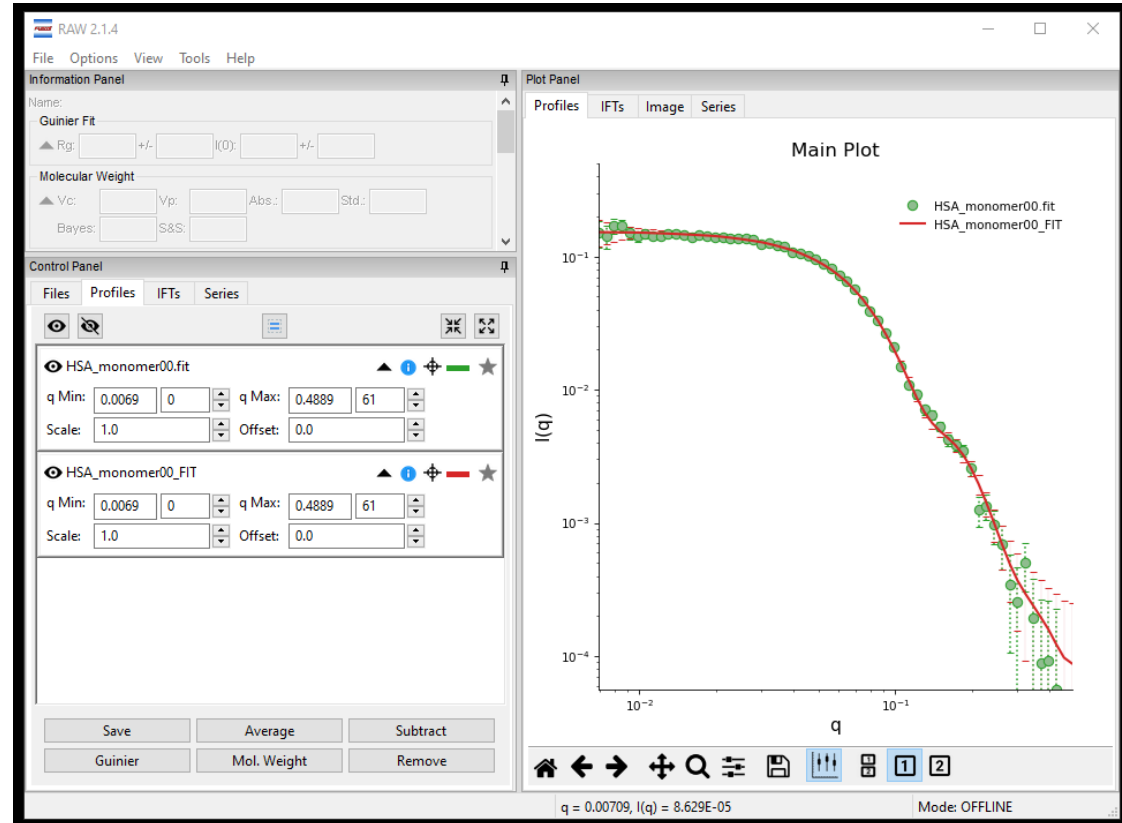 RAW 2.1.4
File Options View Tools Help
Information Panel
Name:
Guinier Fit
Rg: +/- I(0): +/-
Molecular Weight
Vc: Vp: Abs.: Std.:
Bayes: S&S:
Control Panel
Files Profiles IFTs Series
HSA_monomer00.fit
q Min: 0.0069 0 q Max: 0.4889 61
Scale: 1.0 Offset: 0.0
HSA_monomer00_FIT
q Min: 0.0069 0 q Max: 0.4889 61
Scale: 1.0 Offset: 0.0
Save Average Subtract
Guinier Mol. Weight Remove
Plot Panel
Profiles IFTs Image Series
Main Plot
HSA_monomer00.fit
HSA_monomer00_FIT
10⁻¹
10⁻²
10⁻³
10⁻⁴
I(q)
10⁻² 10⁻¹
q
1 2
q = 0.00709, I(q) = 8.629E-05 Mode: OFFLINE